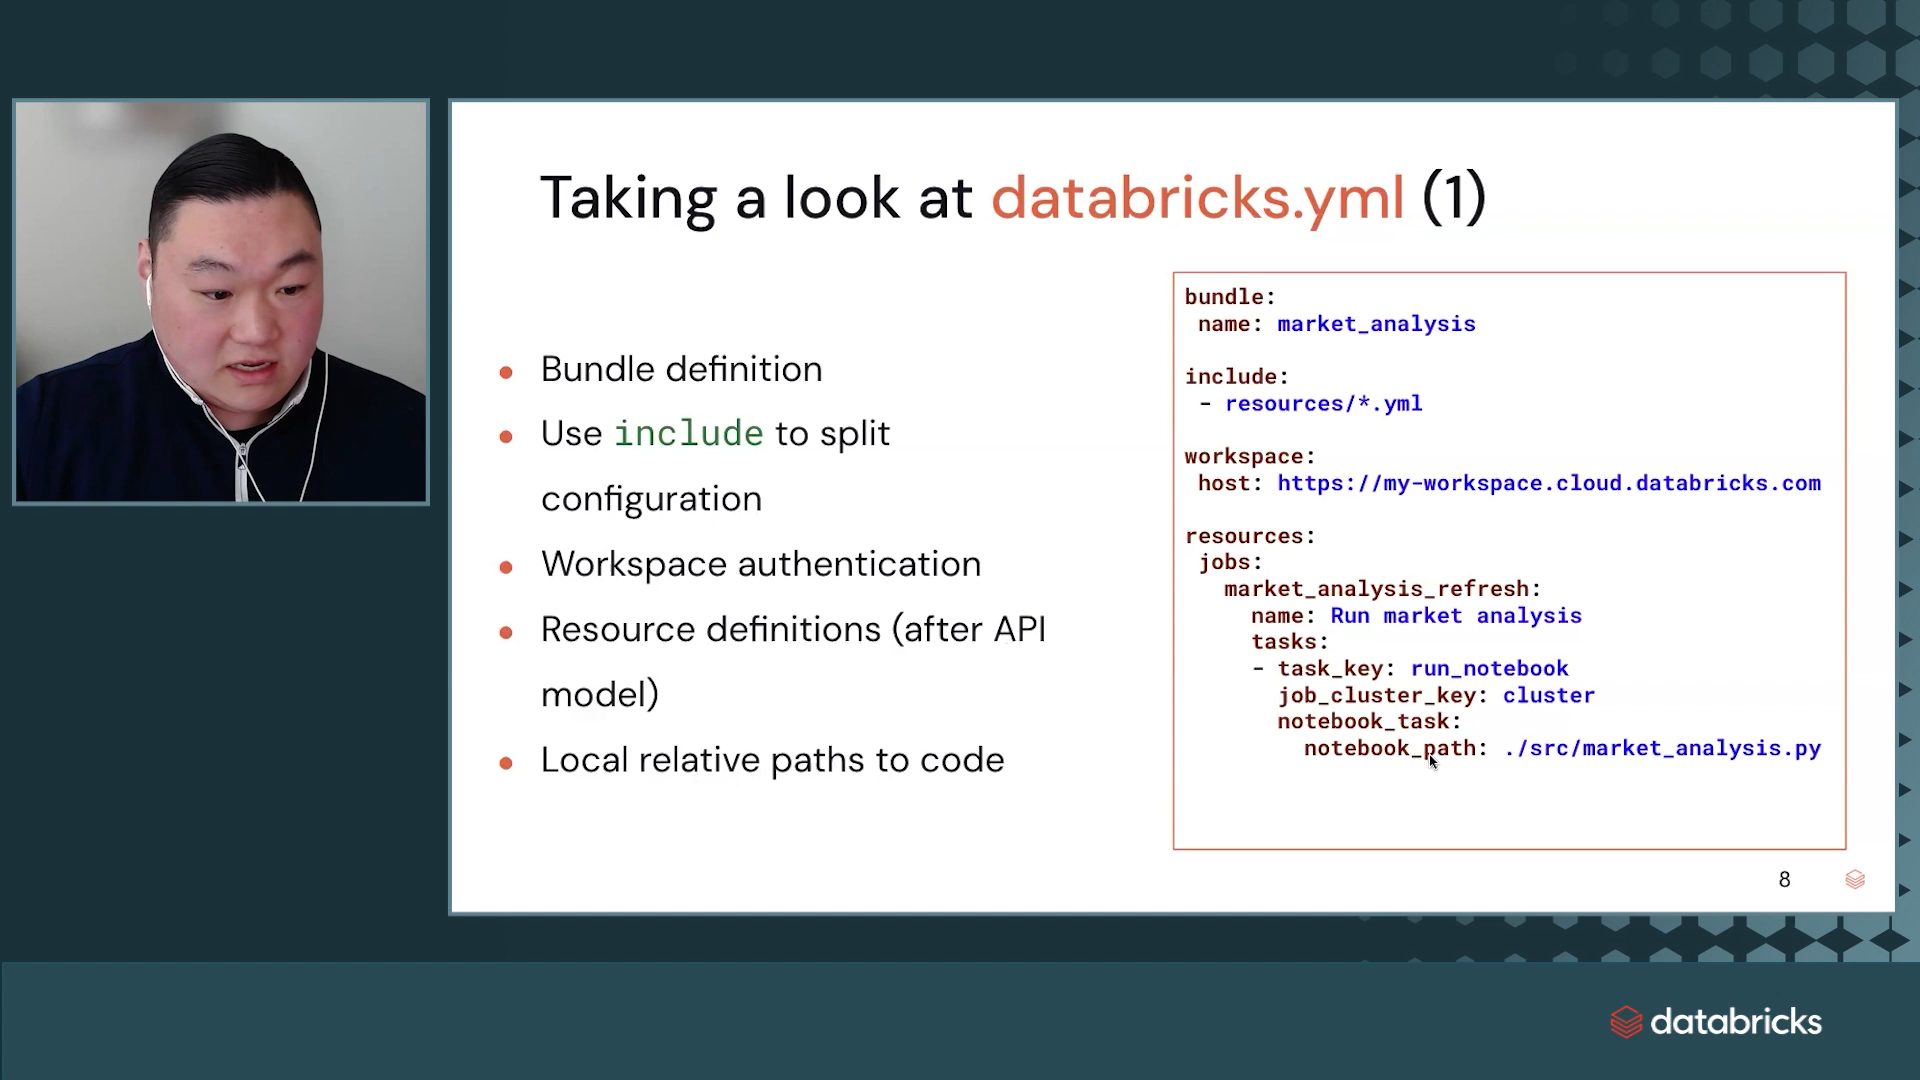 Taking a look at databricks.yml (1)
• Bundle definition
• Use include to split
configuration
• Workspace authentication
• Resource definitions (after API
model)
• Local relative paths to code
bundle:
 name: market_analysis

include:
 - resources/*.yml

workspace:
 host: https://my-workspace.cloud.databricks.com

resources:
 jobs:
   market_analysis_refresh:
     name: Run market analysis
     tasks:
     - task_key: run_notebook
       job_cluster_key: cluster
       notebook_task:
         notebook_path: ./src/market_analysis.py
8
databricks